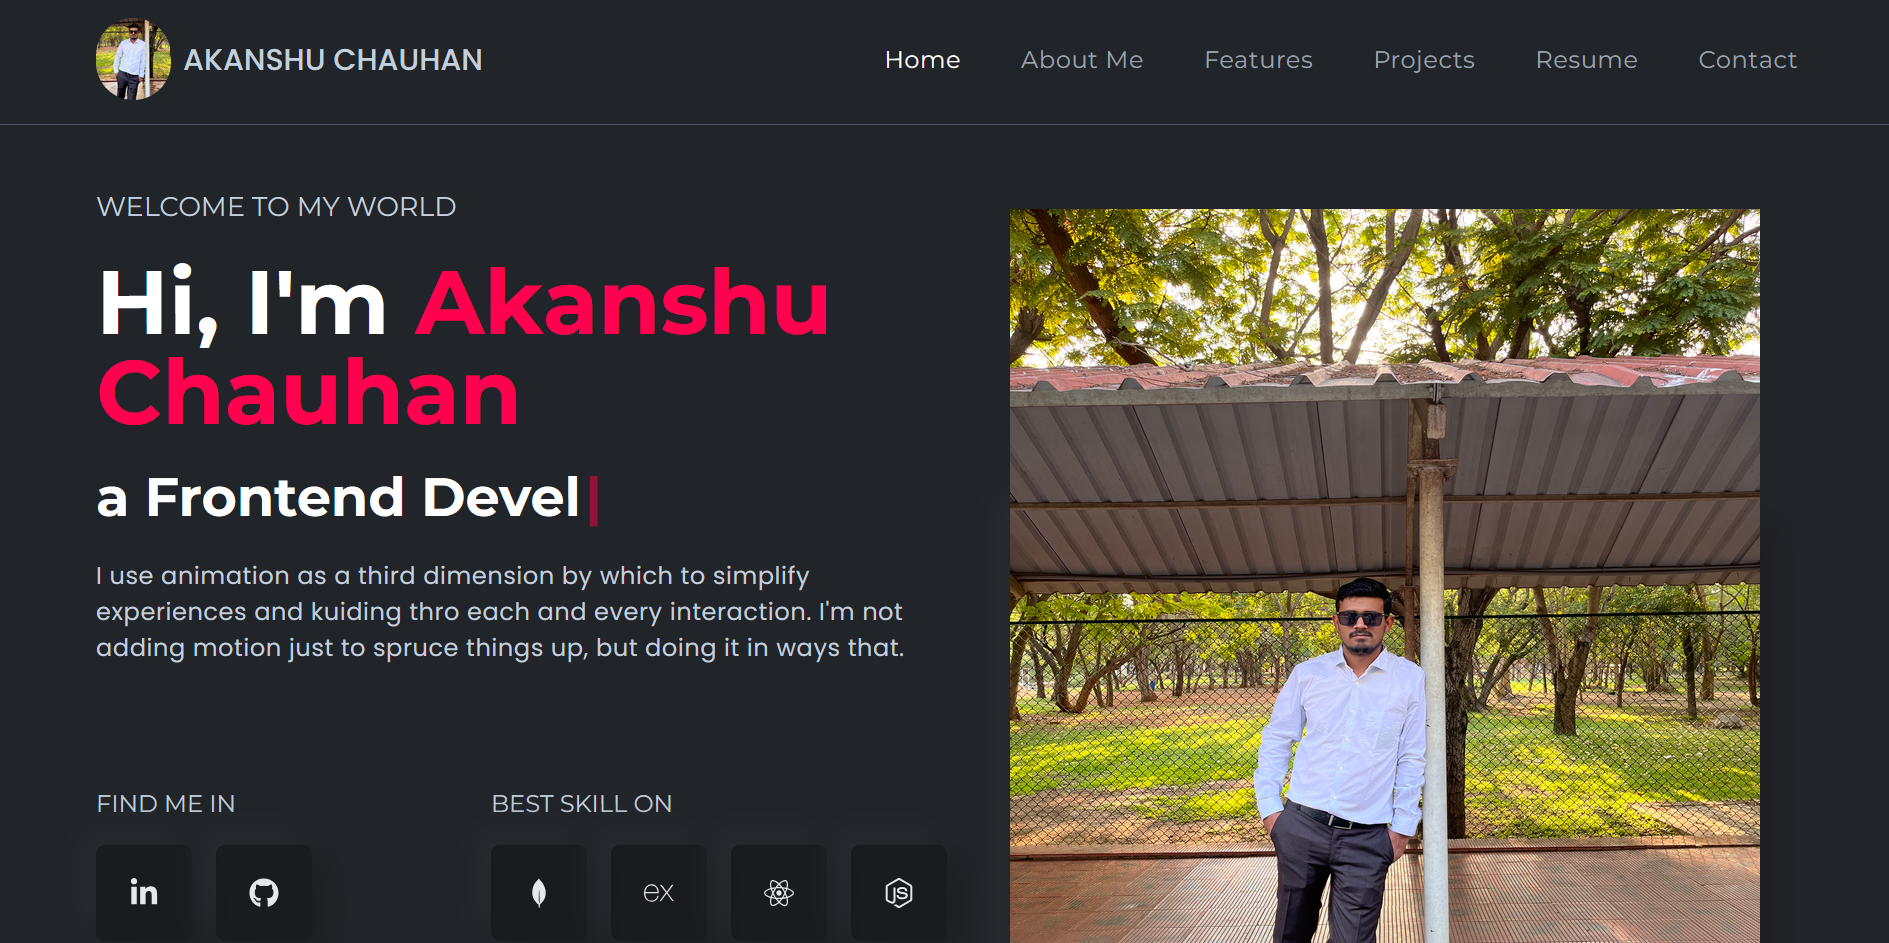 AKANSHU CHAUHAN
Home
About Me
Features
Projects
Resume
Contact
WELCOME TO MY WORLD
Hi, I'm Akanshu
Chauhan
a Frontend Devel
I use animation as a third dimension by which to simplify
experiences and kuiding thro each and every interaction. I'm not
adding motion just to spruce things up, but doing it in ways that.
FIND ME IN
in
BEST SKILL ON
ex
JS